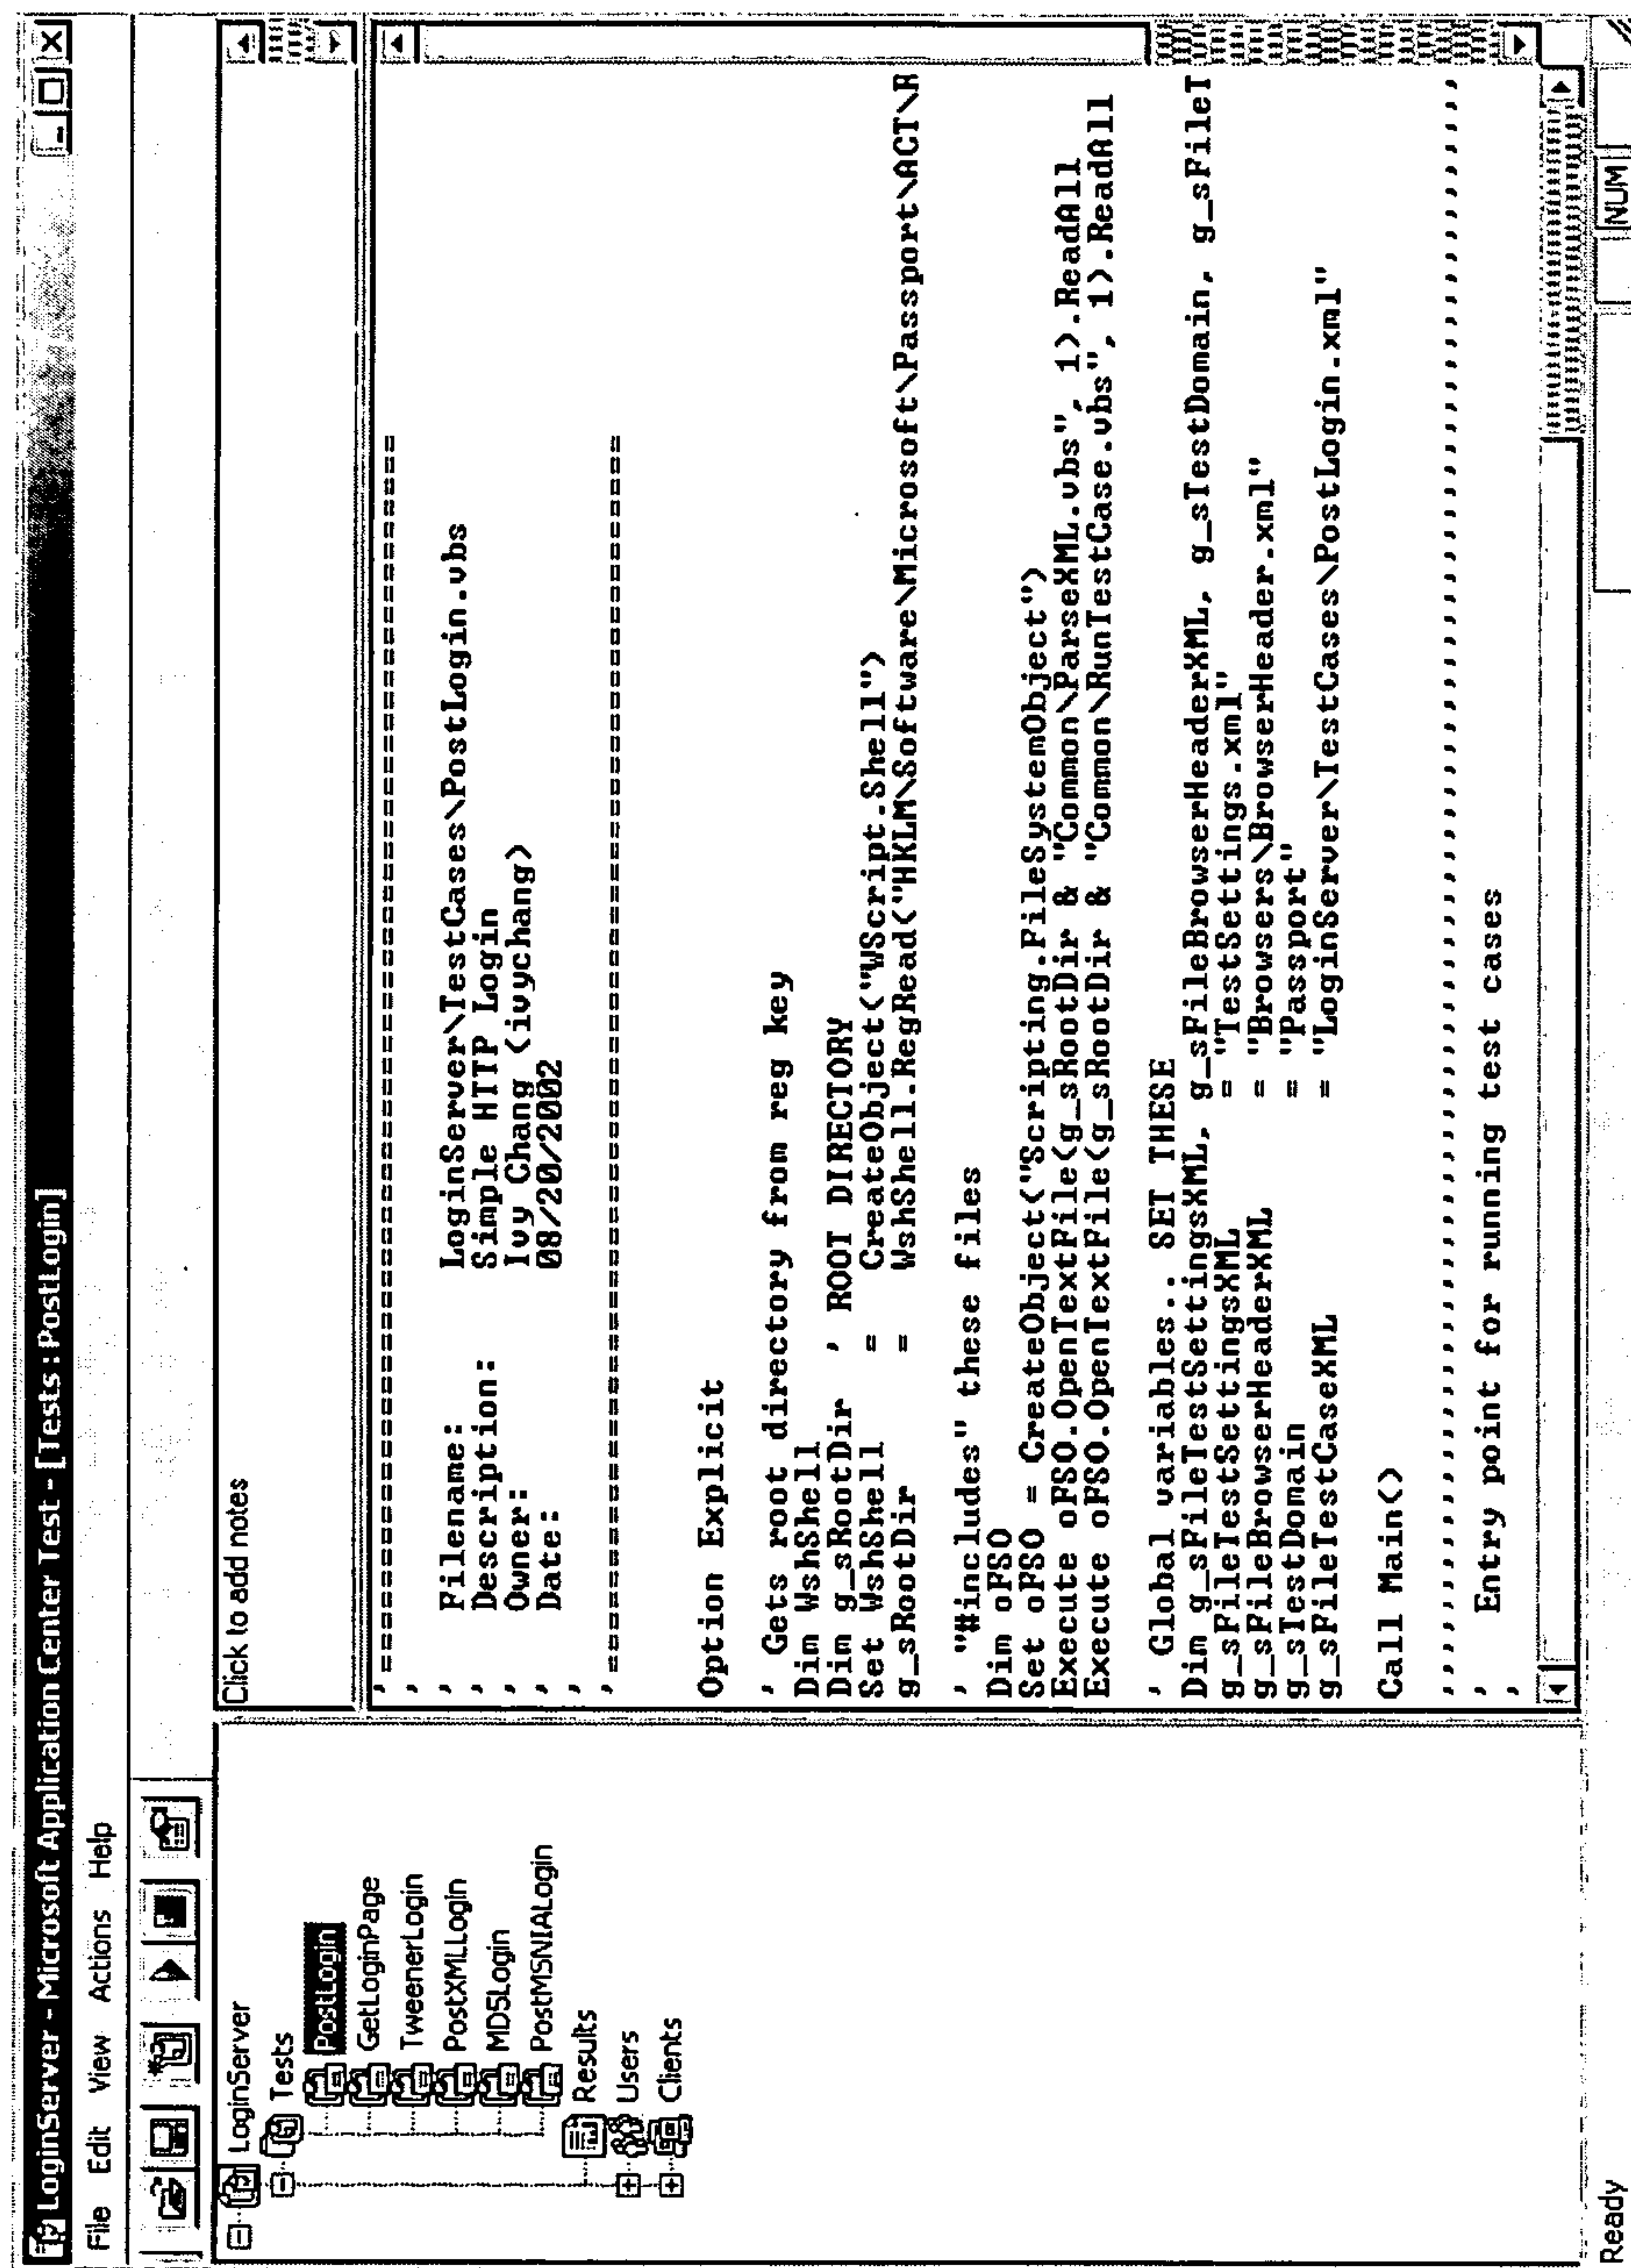 LoginServer - Microsoft Application Center Test - [Tests : PostLogin]
File Edit View Actions Help
LoginServer
Tests
PostLogin
GetLoginPage
TweenerLogin
PostXMLLogin
MDSLogin
PostMSNIALogin
Results
Users
Clients
Click to add notes
' ============================================================
'
' Filename: LoginServer\TestCases\PostLogin.vbs
' Description: Simple HTTP Login
' Owner: Ivy Chang (ivychang)
' Date: 08/20/2002
'
' ============================================================
Option Explicit
' Gets root directory from reg key
Dim WshShell
Dim g_sRootDir ' ROOT DIRECTORY
Set WshShell = CreateObject("WScript.Shell")
g_sRootDir = WshShell.RegRead("HKLM\Software\Microsoft\Passport\ACT\R
' "#includes" these files
Dim oFSO
Set oFSO = CreateObject("Scripting.FileSystemObject")
Execute oFSO.OpenTextFile(g_sRootDir & "Common\ParseXML.vbs", 1).ReadAll
Execute oFSO.OpenTextFile(g_sRootDir & "Common\RunTestCase.vbs", 1).ReadAll
' Global variables.. SET THESE
Dim g_sFileTestSettingsXML, g_sFileBrowserHeaderXML, g_sTestDomain, g_sFileT
g_sFileTestSettingsXML = "TestSettings.xml"
g_sFileBrowserHeaderXML = "Browsers\BrowserHeader.xml"
g_sTestDomain = "Passport"
g_sFileTestCaseXML = "LoginServer\TestCases\PostLogin.xml"
Call Main()
''''''''''''''''''''''''''''''''''''''''''''''''''''''''''''''''''''''''''''
' Entry point for running test cases
'
Ready
NUM